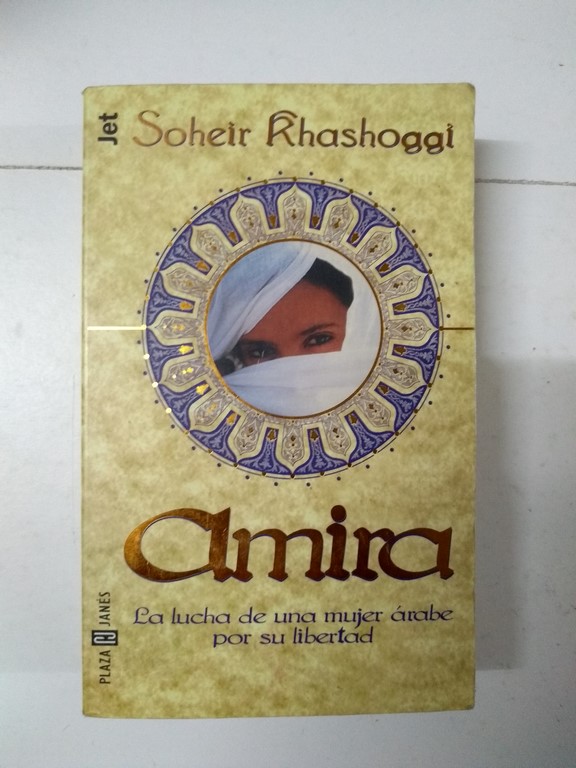 Jet
Soheir Khashoggi
Amira
La lucha de una mujer árabe
por su libertad
PLAZA JANÉS